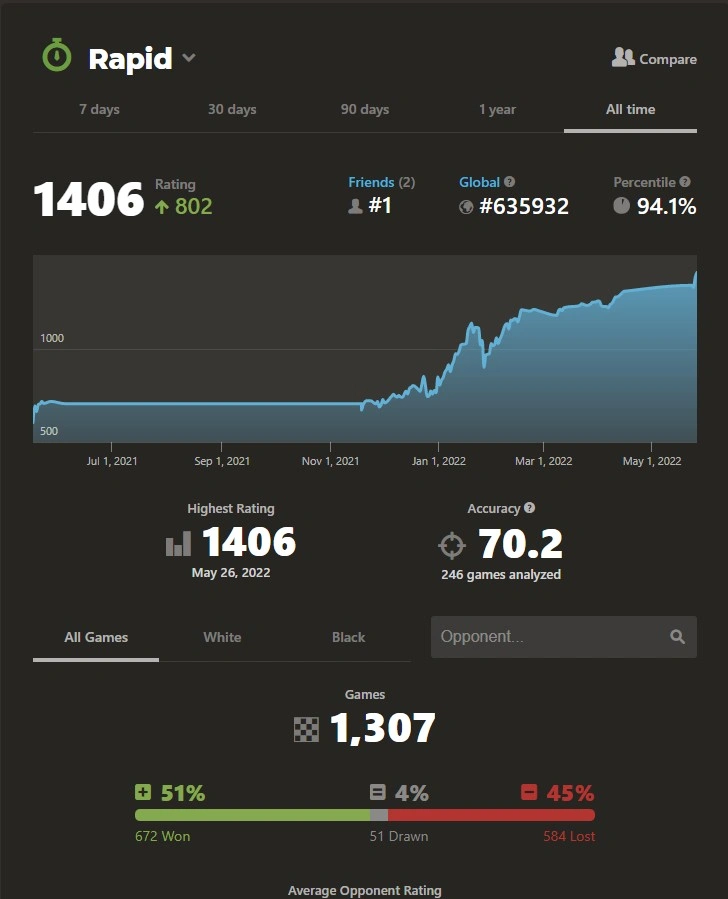 Rapid
Compare
7 days 30 days 90 days 1 year All time
1406 Rating 802
Friends (2) #1
Global #635932
Percentile 94.1%
1000
500
Jul 1, 2021 Sep 1, 2021 Nov 1, 2021 Jan 1, 2022 Mar 1, 2022 May 1, 2022
Highest Rating
1406
May 26, 2022
Accuracy ?
70.2
246 games analyzed
All Games White Black
Opponent...
Games
1,307
51% 4% 45%
672 Won 51 Drawn 584 Lost
Average Opponent Rating